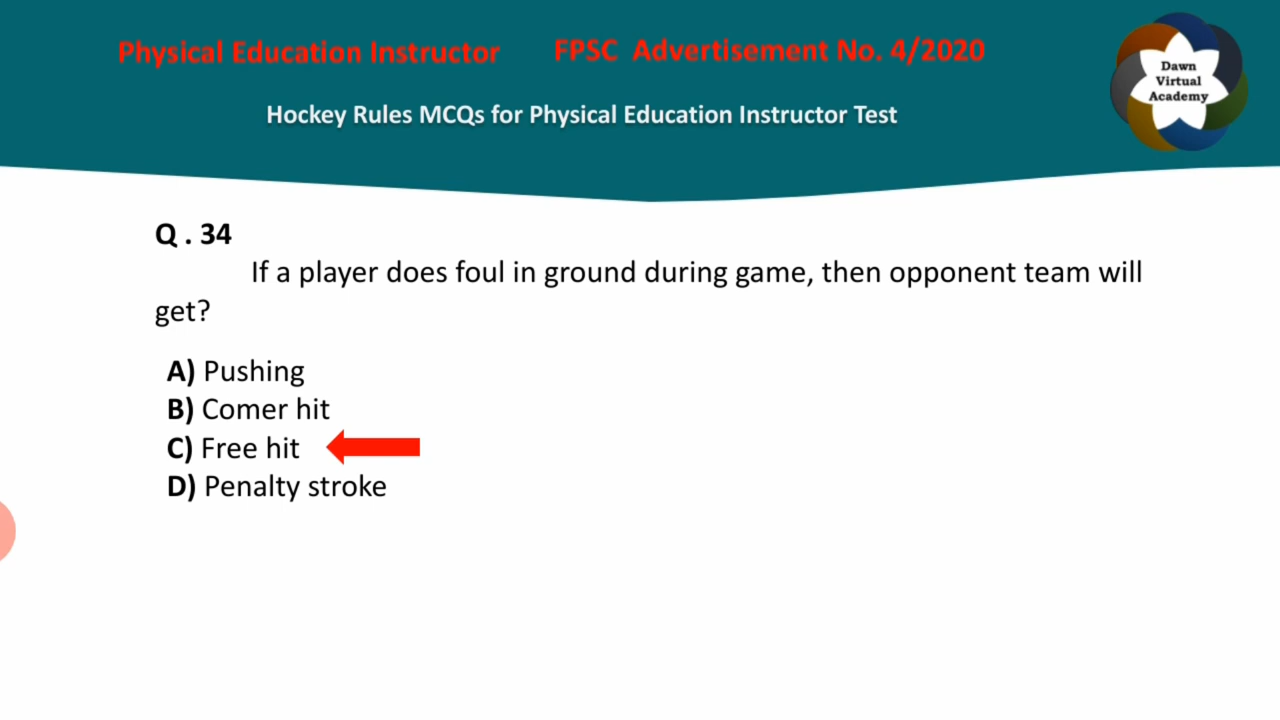 Physical Education Instructor FPSC Advertisement No. 4/2020
Hockey Rules MCQs for Physical Education Instructor Test
Dawn
Virtual
Academy
Q . 34
If a player does foul in ground during game, then opponent team will
get?
A) Pushing
B) Comer hit
C) Free hit
D) Penalty stroke